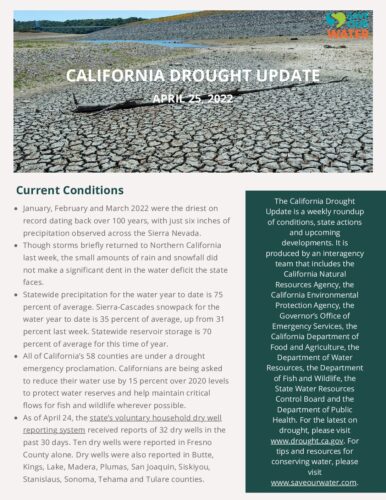 SAVE
OUR
WATER
CALIFORNIA DROUGHT UPDATE
APRIL 25, 2022
Current Conditions
• January, February and March 2022 were the driest on
record dating back over 100 years, with just six inches of
precipitation observed across the Sierra Nevada.
• Though storms briefly returned to Northern California
last week, the small amounts of rain and snowfall did
not make a significant dent in the water deficit the state
faces.
• Statewide precipitation for the water year to date is 75
percent of average. Sierra-Cascades snowpack for the
water year to date is 35 percent of average, up from 31
percent last week. Statewide reservoir storage is 70
percent of average for this time of year.
• All of California’s 58 counties are under a drought
emergency proclamation. Californians are being asked
to reduce their water use by 15 percent over 2020 levels
to protect water reserves and help maintain critical
flows for fish and wildlife wherever possible.
• As of April 24, the state’s voluntary household dry well
reporting system received reports of 32 dry wells in the
past 30 days. Ten dry wells were reported in Fresno
County alone. Dry wells were also reported in Butte,
Kings, Lake, Madera, Plumas, San Joaquin, Siskiyou,
Stanislaus, Sonoma, Tehama and Tulare counties.
The California Drought
Update is a weekly roundup
of conditions, state actions
and upcoming
developments. It is
produced by an interagency
team that includes the
California Natural
Resources Agency, the
California Environmental
Protection Agency, the
Governor’s Office of
Emergency Services, the
California Department of
Food and Agriculture, the
Department of Water
Resources, the Department
of Fish and Wildlife, the
State Water Resources
Control Board and the
Department of Public
Health. For the latest on
drought, please visit
www.drought.ca.gov. For
tips and resources for
conserving water, please
visit
www.saveourwater.com.